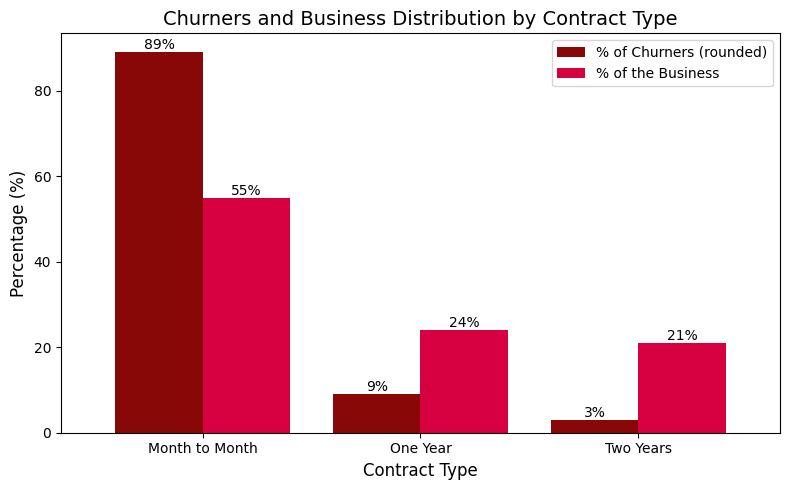 Churners and Business Distribution by Contract Type
% of Churners (rounded)
% of the Business
Percentage (%)
80
60
40
20
0
89%
55%
9%
24%
3%
21%
Month to Month
One Year
Two Years
Contract Type